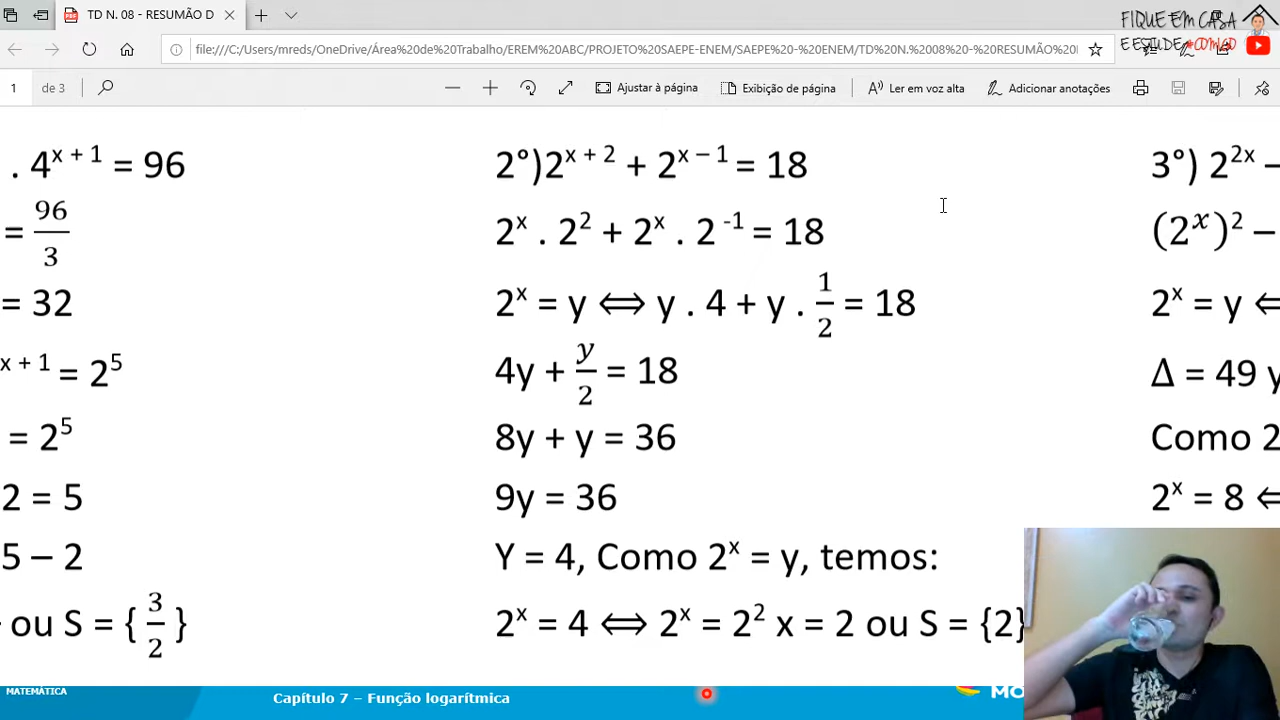 TD N. 08 - RESUMÃO D
FIQUE EM CASA
E ESTUDE COMIGO
file:///C:/Users/mreds/OneDrive/Área%20de%20Trabalho/EREM%20ABC/PROJETO%20SAEPE-ENEM/SAEPE%20-%20ENEM/TD%20N.%2008%20-%20RESUMÃO%20
1 de 3 Ajustar à página Exibição de página Ler em voz alta Adicionar anotações
. 4^{x + 1} = 96
= 96/3
= 32
^{x + 1} = 2^5
= 2^5
2 = 5
5 – 2
ou S = { 3/2 }
2°)2^{x + 2} + 2^{x – 1} = 18
2^x . 2^2 + 2^x . 2^{-1} = 18
2^x = y ⟺ y . 4 + y . 1/2 = 18
4y + y/2 = 18
8y + y = 36
9y = 36
Y = 4, Como 2^x = y, temos:
2^x = 4 ⟺ 2^x = 2^2 x = 2 ou S = {2}
3°) 2^{2x} –
(2^x)^2 –
2^x = y ⟺
Δ = 49 y
Como 2
2^x = 8 ⟺
MATEMÁTICA
Capítulo 7 – Função logarítmica